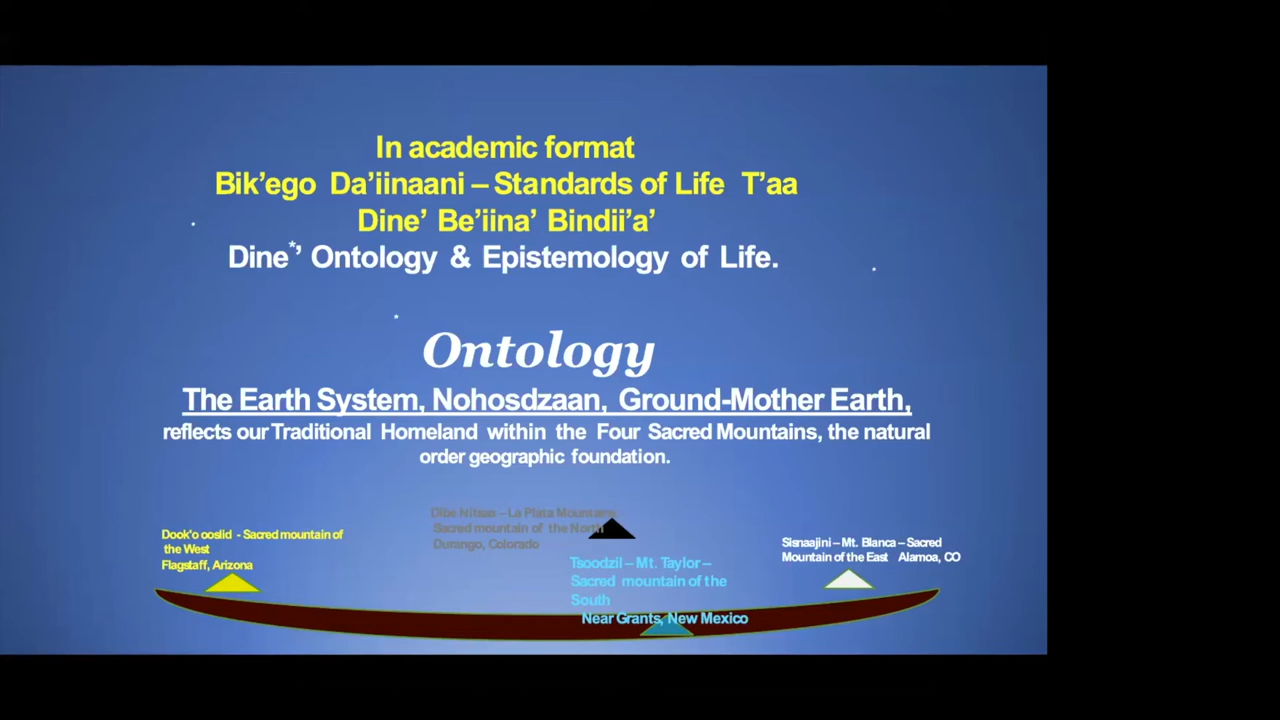 In academic format
Bik’ego Da’iinaani – Standards of Life T’aa
Dine’ Be’iina’ Bindii’a’
Dine*’ Ontology & Epistemology of Life.
Ontology
The Earth System, Nohosdzaan, Ground-Mother Earth,
reflects our Traditional Homeland within the Four Sacred Mountains, the natural
order geographic foundation.
Dook'o ooslid - Sacred mountain of
the West
Flagstaff, Arizona
Dibe Nitsaa – La Plata Mountains
Sacred mountain of the North
Durango, Colorado
Tsoodzil – Mt. Taylor –
Sacred mountain of the
South
Near Grants, New Mexico
Sisnaajini – Mt. Blanca – Sacred
Mountain of the East Alamoa, CO